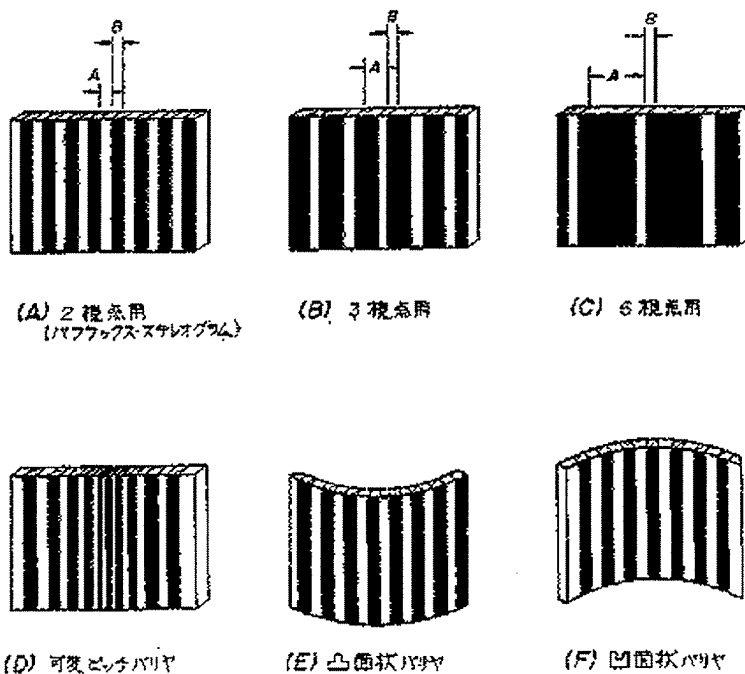 B
A
B
A
B
A
(A) 2視点用
(パララックス・ステレオグラム)
(B) 3視点用
(C) 6視点用
(D) 可変ピッチバリヤ
(E) 凸面状バリヤ
(F) 凹面状バリヤ